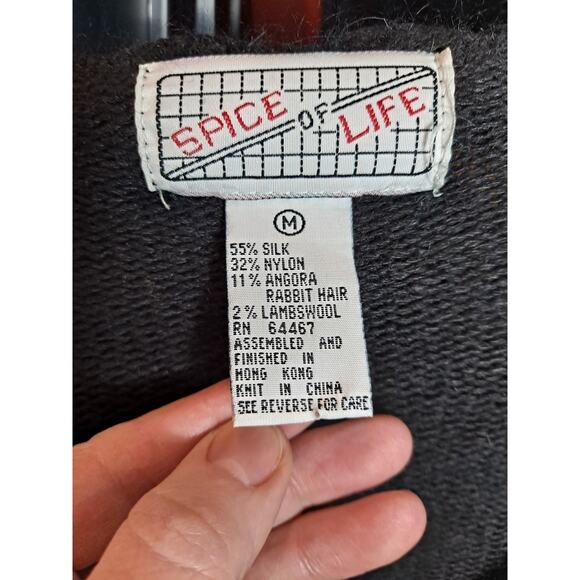 SPICE OF LIFE
M
55% SILK
32% NYLON
11% ANGORA
RABBIT HAIR
2% LAMBSWOOL
RN 64467
ASSEMBLED AND
FINISHED IN
HONG KONG
KNIT IN CHINA
SEE REVERSE FOR CARE